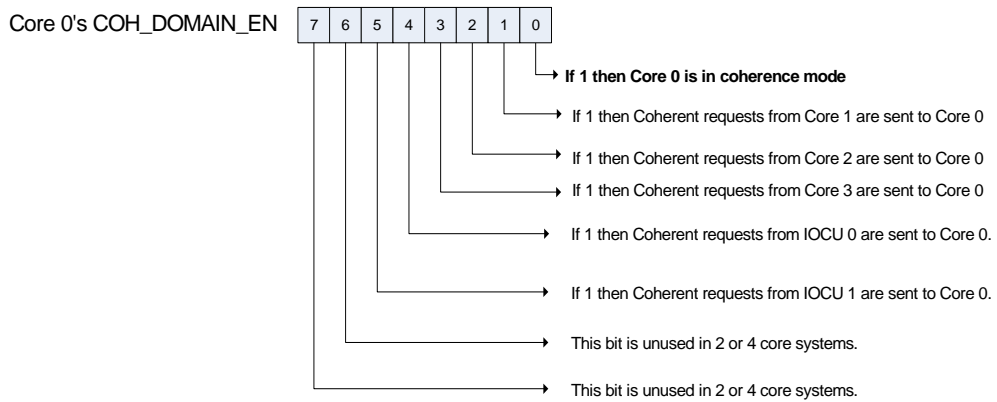 Core 0's COH_DOMAIN_EN 7 6 5 4 3 2 1 0
If 1 then Core 0 is in coherence mode
If 1 then Coherent requests from Core 1 are sent to Core 0
If 1 then Coherent requests from Core 2 are sent to Core 0
If 1 then Coherent requests from Core 3 are sent to Core 0
If 1 then Coherent requests from IOCU 0 are sent to Core 0.
If 1 then Coherent requests from IOCU 1 are sent to Core 0.
This bit is unused in 2 or 4 core systems.
This bit is unused in 2 or 4 core systems.